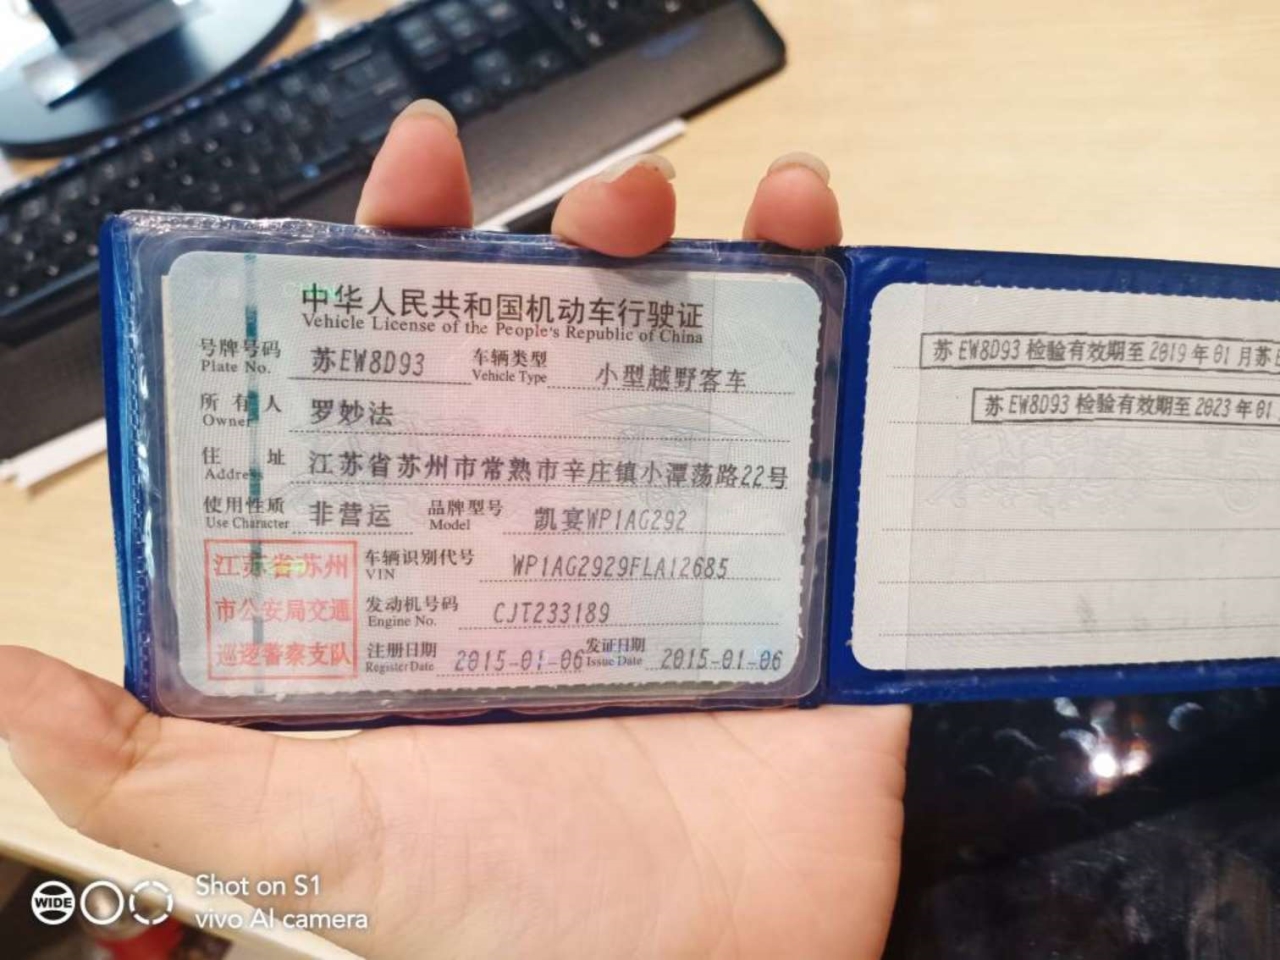 中华人民共和国机动车行驶证
Vehicle License of the People's Republic of China
号牌号码 苏EW8D93 车辆类型 小型越野客车
Plate No. Vehicle Type
所有人 罗妙法
Owner
住址 江苏省苏州市常熟市辛庄镇小潭荡路22号
Address
使用性质 非营运 品牌型号 凯宴WP1AG292
Use Character Model
江苏省苏州
市公安局交通
巡逻警察支队
车辆识别代号 WP1AG2929FLA12685
VIN
发动机号码 CJT233189
Engine No.
注册日期 2015-01-06 发证日期 2015-01-06
Register Date Issue Date
苏EW8D93检验有效期至2019年01月苏E
苏EW8D93检验有效期至2023年01
WIDE
Shot on S1
vivo AI camera